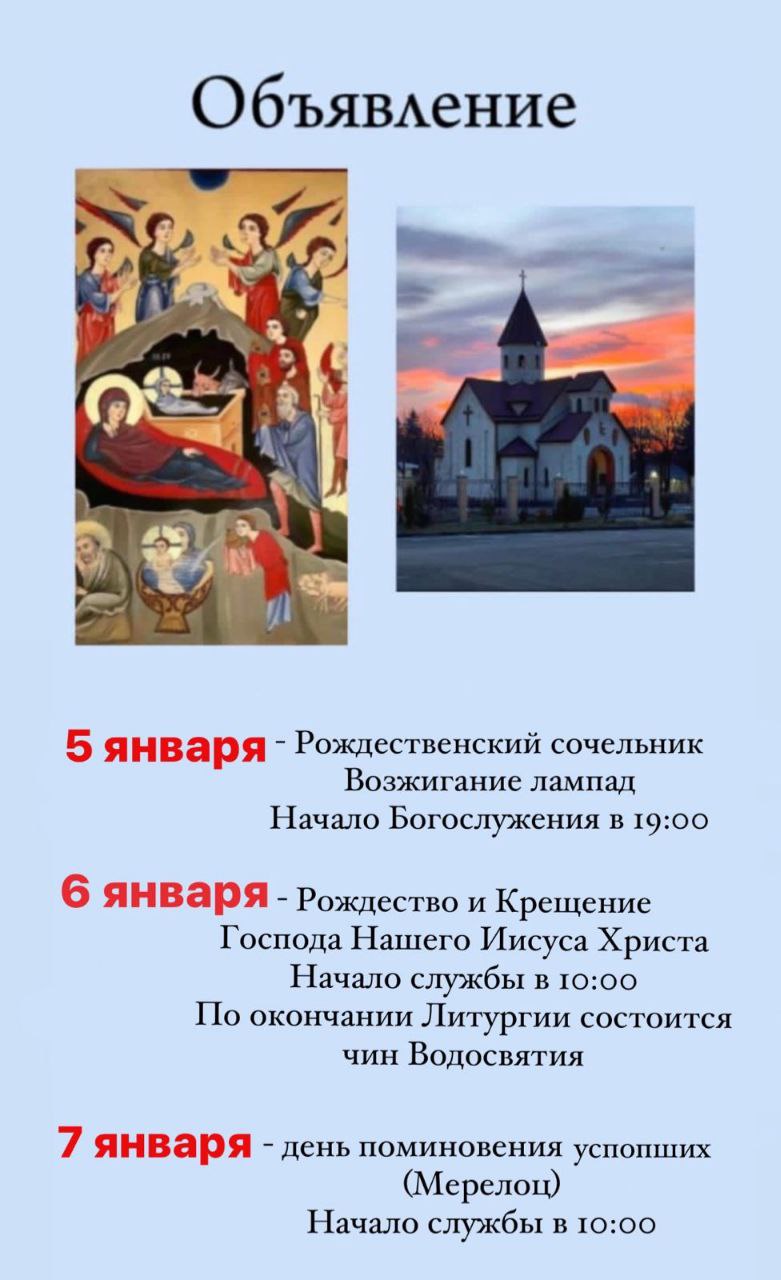 Объявление
5 января - Рождественский сочельник
Возжигание лампад
Начало Богослужения в 19:00
6 января - Рождество и Крещение
Господа Нашего Иисуса Христа
Начало службы в 10:00
По окончании Литургии состоится
чин Водосвятия
7 января - день поминовения успопших
(Мерелоц)
Начало службы в 10:00